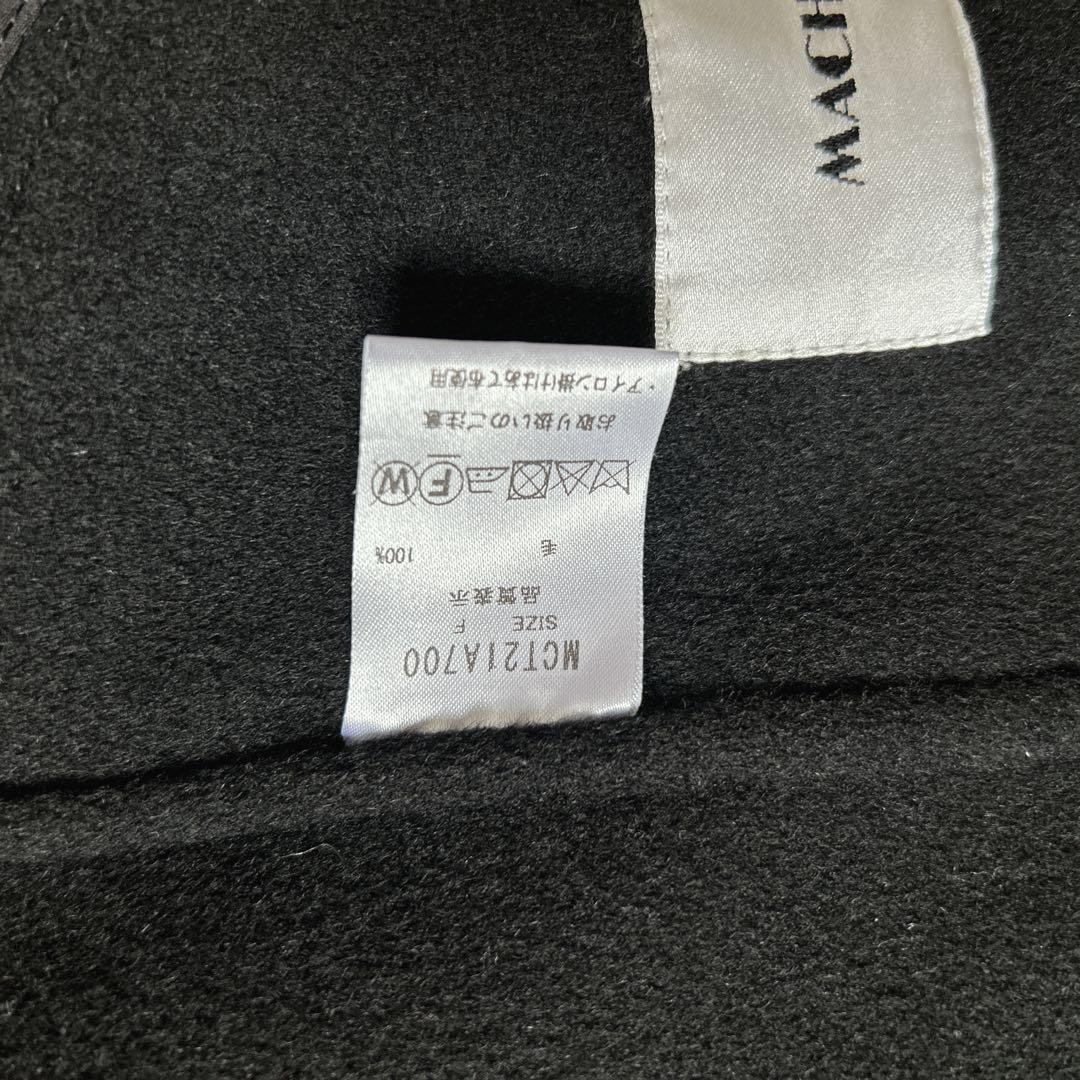 MACH
MCT21A700
SIZE F
品質表示
毛 100%
W
F
お取り扱いのご注意
・アイロン掛けはあて布使用